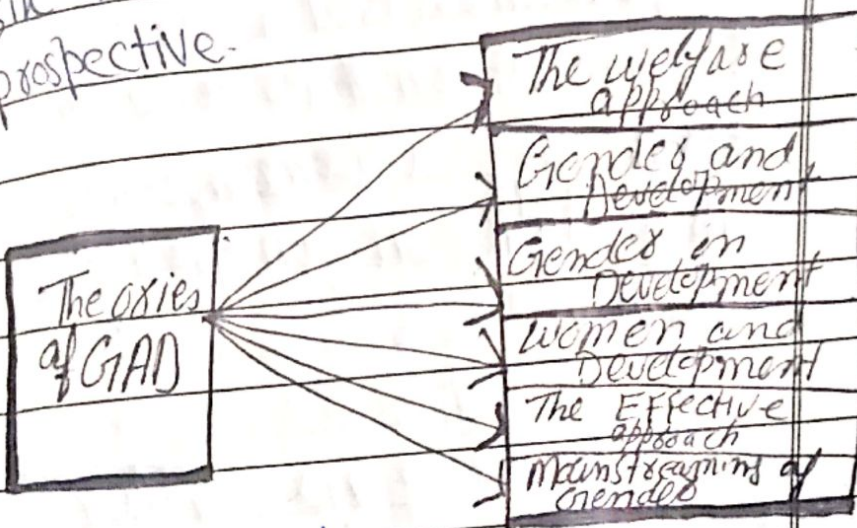 prospective.
Theories
of GAD
The welfare
approach
Gender and
Development
Gender in
Development
Women and
Development
The Effective
approach
Mainstreaming of
Gender